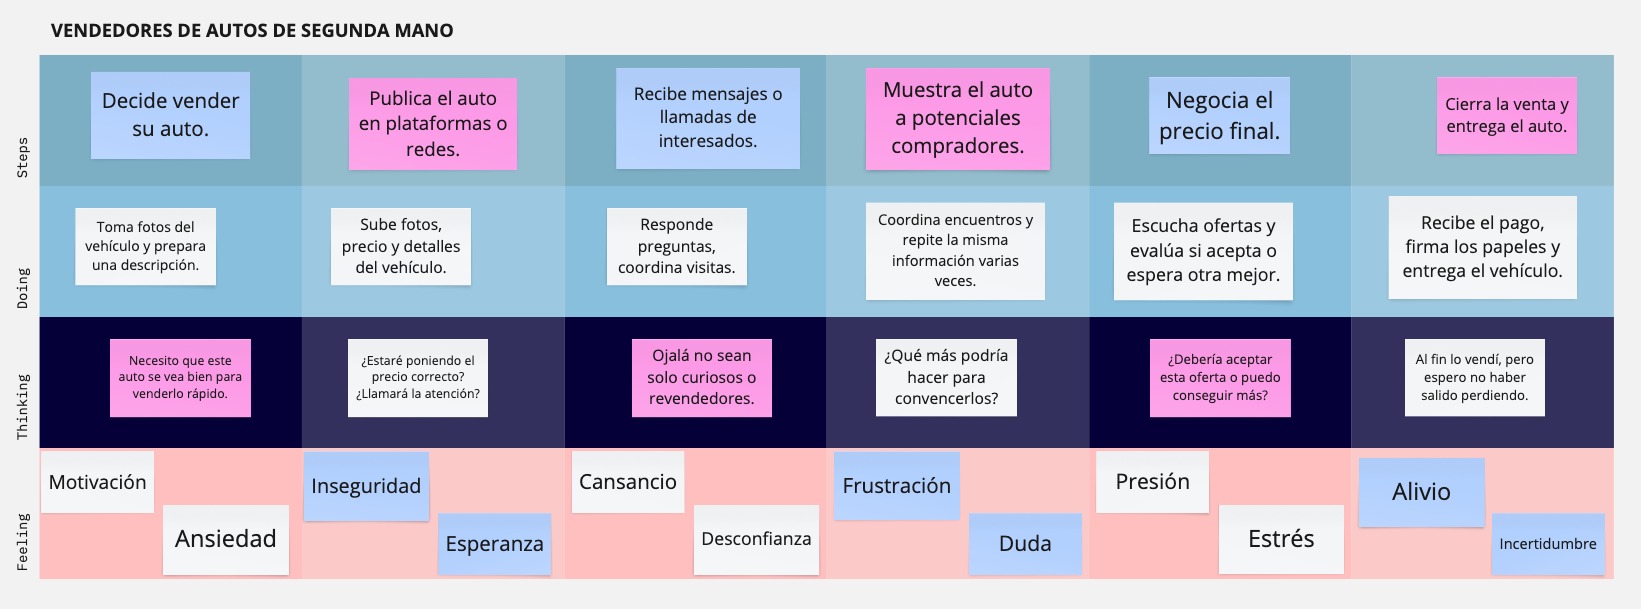 VENDEDORES DE AUTOS DE SEGUNDA MANO
Steps
Decide vender
su auto.
Publica el auto
en plataformas o
redes.
Recibe mensajes o
llamadas de
interesados.
Muestra el auto
a potenciales
compradores.
Negocia el
precio final.
Cierra la venta y
entrega el auto.
Doing
Toma fotos del
vehículo y prepara
una descripción.
Sube fotos,
precio y detalles
del vehículo.
Responde
preguntas,
coordina visitas.
Coordina encuentros y
repite la misma
información varias
veces.
Escucha ofertas y
evalúa si acepta o
espera otra mejor.
Recibe el pago,
firma los papeles y
entrega el vehículo.
Thinking
Necesito que este
auto se vea bien para
venderlo rápido.
¿Estaré poniendo el
precio correcto?
¿Llamará la atención?
Ojalá no sean
solo curiosos o
revendedores.
¿Qué más podría
hacer para
convencerlos?
¿Debería aceptar
esta oferta o puedo
conseguir más?
Al fin lo vendí, pero
espero no haber
salido perdiendo.
Feeling
Motivación
Ansiedad
Inseguridad
Esperanza
Cansancio
Desconfianza
Frustración
Duda
Presión
Estrés
Alivio
Incertidumbre